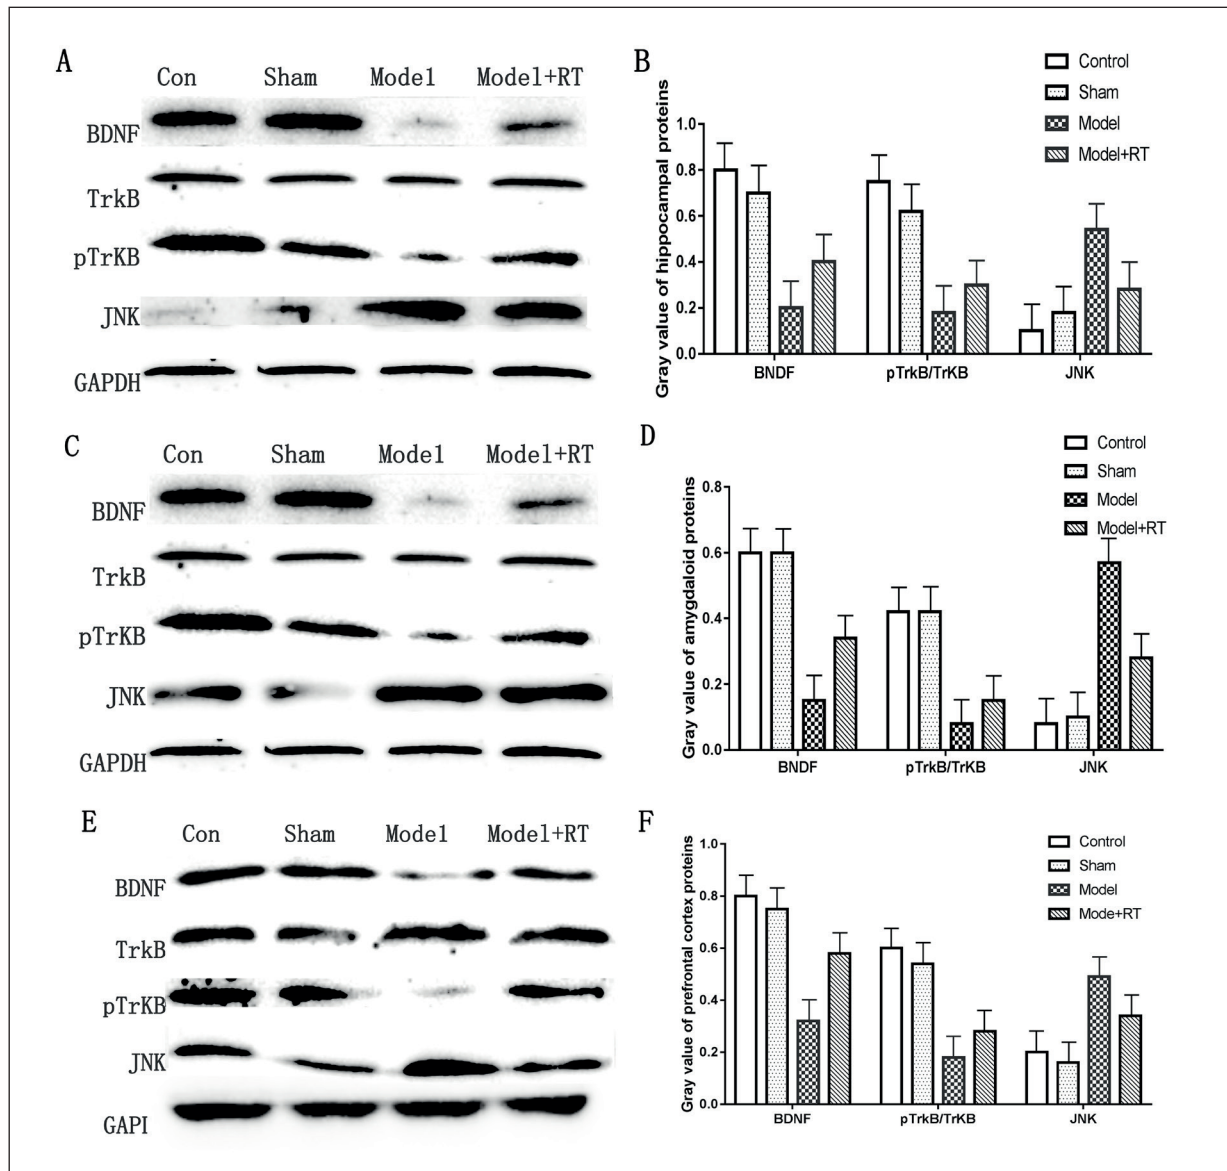 A
Con Sham Model Model+RT
BDNF
TrkB
pTrKB
JNK
GAPDH
B
Control
Sham
Model
Model+RT
Gray value of hippocampal proteins
1.0
0.8
0.6
0.4
0.2
0.0
BNDF pTrkB/TrKB JNK
C
Con Sham Model Model+RT
BDNF
TrkB
pTrKB
JNK
GAPDH
D
Control
Sham
Model
Model+RT
Gray value of amygdaloid proteins
0.8
0.6
0.4
0.2
0.0
BNDF pTrkB/TrKB JNK
E
Con Sham Model Model+RT
BDNF
TrkB
pTrKB
JNK
GAPI
F
Control
Sham
Model
Mode+RT
Gray value of prefrontal cortex proteins
1.0
0.8
0.6
0.4
0.2
0.0
BDNF pTrkB/TrKB JNK